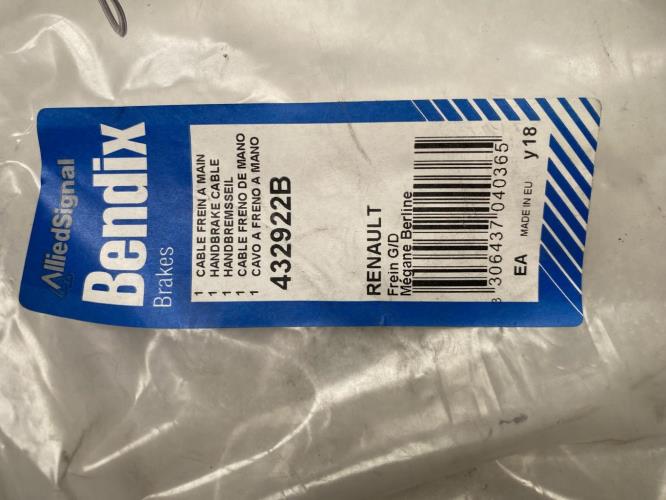 AlliedSignal
Bendix
Brakes
1 CABLE FREIN A MAIN
1 HANDBRAKE CABLE
1 HANDBREMSSEIL
1 CABLE FRENO DE MANO
1 CAVO A FRENO A MANO
432922B
RENAULT
Frein G/D
Mégane Berline
3 306437 040365
EA
MADE IN EU
y18